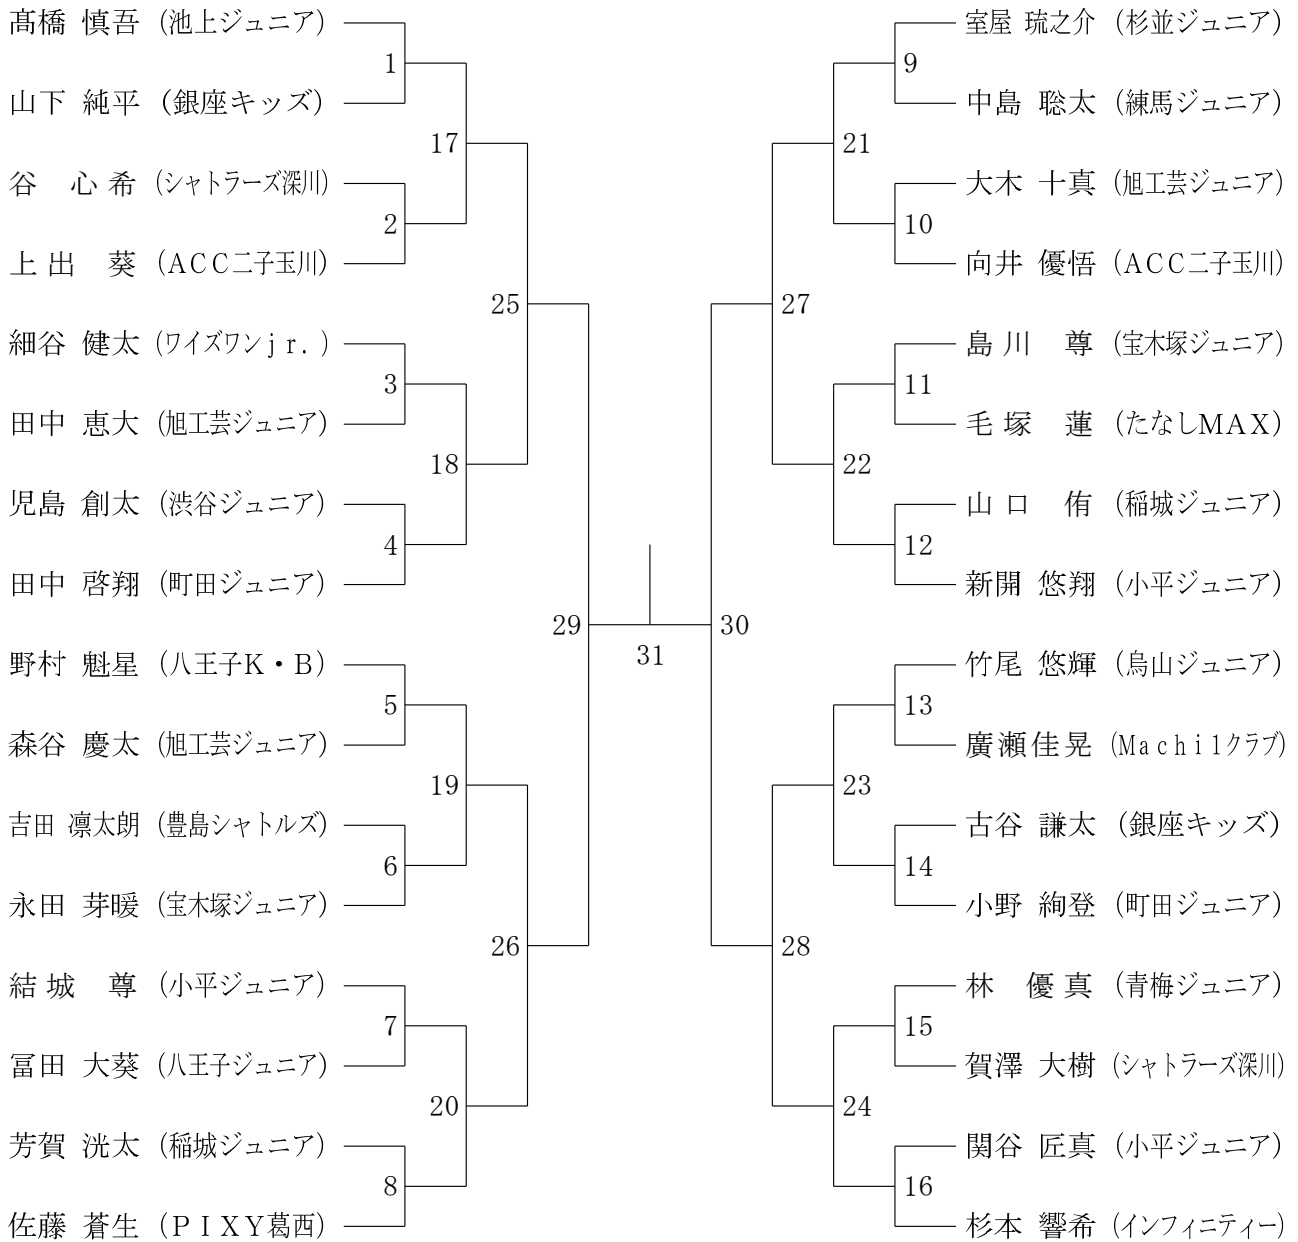 髙橋 慎吾 (池上ジュニア)
1
山下 純平 (銀座キッズ)
17
谷 心希 (シャトラーズ深川)
2
上出 葵 (ACC二子玉川)
25
細谷 健太 (ワイズワンjr.)
3
田中 恵大 (旭工芸ジュニア)
18
児島 創太 (渋谷ジュニア)
4
田中 啓翔 (町田ジュニア)
29
野村 魁星 (八王子K・B)
5
森谷 慶太 (旭工芸ジュニア)
19
吉田 凛太朗 (豊島シャトルズ)
6
永田 芽暖 (宝木塚ジュニア)
26
結城 尊 (小平ジュニア)
7
冨田 大葵 (八王子ジュニア)
20
芳賀 洸太 (稲城ジュニア)
8
佐藤 蒼生 (PIXY葛西)
31
室屋 琉之介 (杉並ジュニア)
9
中島 聡太 (練馬ジュニア)
21
大木 十真 (旭工芸ジュニア)
10
向井 優悟 (ACC二子玉川)
27
島川 尊 (宝木塚ジュニア)
11
毛塚 蓮 (たなしMAX)
22
山口 侑 (稲城ジュニア)
12
新開 悠翔 (小平ジュニア)
30
竹尾 悠輝 (烏山ジュニア)
13
廣瀬佳晃 (Machi1クラブ)
23
古谷 謙太 (銀座キッズ)
14
小野 絢登 (町田ジュニア)
28
林 優真 (青梅ジュニア)
15
賀澤 大樹 (シャトラーズ深川)
24
関谷 匠真 (小平ジュニア)
16
杉本 響希 (インフィニティー)